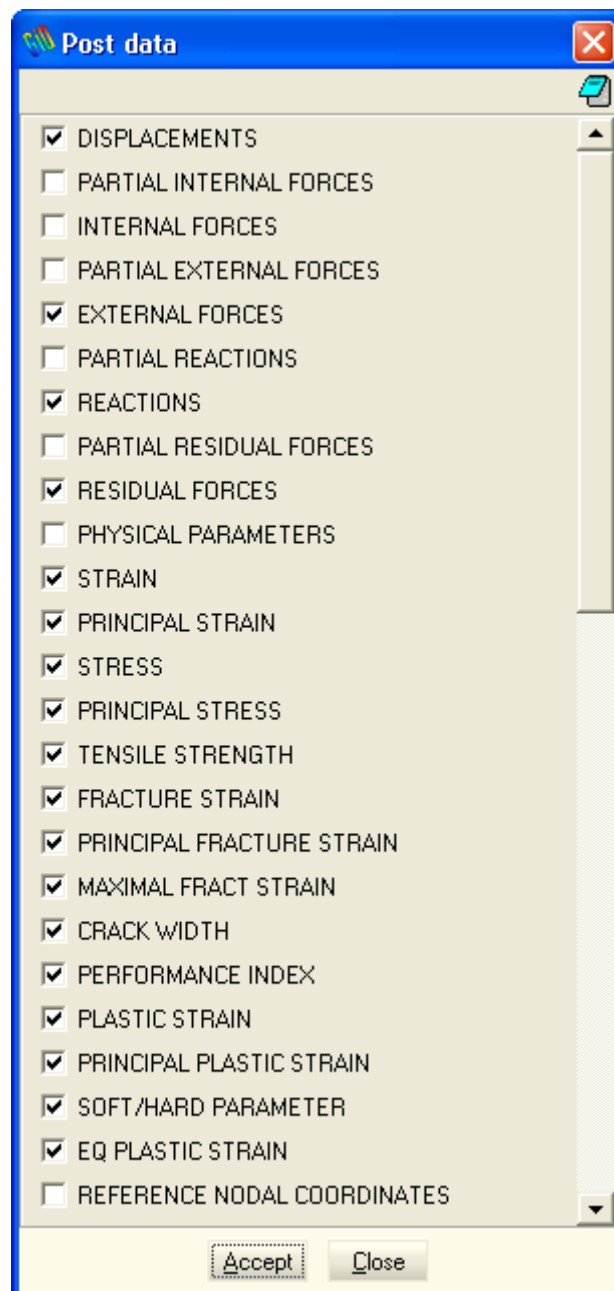 Post data
DISPLACEMENTS
PARTIAL INTERNAL FORCES
INTERNAL FORCES
PARTIAL EXTERNAL FORCES
EXTERNAL FORCES
PARTIAL REACTIONS
REACTIONS
PARTIAL RESIDUAL FORCES
RESIDUAL FORCES
PHYSICAL PARAMETERS
STRAIN
PRINCIPAL STRAIN
STRESS
PRINCIPAL STRESS
TENSILE STRENGTH
FRACTURE STRAIN
PRINCIPAL FRACTURE STRAIN
MAXIMAL FRACT STRAIN
CRACK WIDTH
PERFORMANCE INDEX
PLASTIC STRAIN
PRINCIPAL PLASTIC STRAIN
SOFT/HARD PARAMETER
EQ PLASTIC STRAIN
REFERENCE NODAL COORDINATES
Accept Close